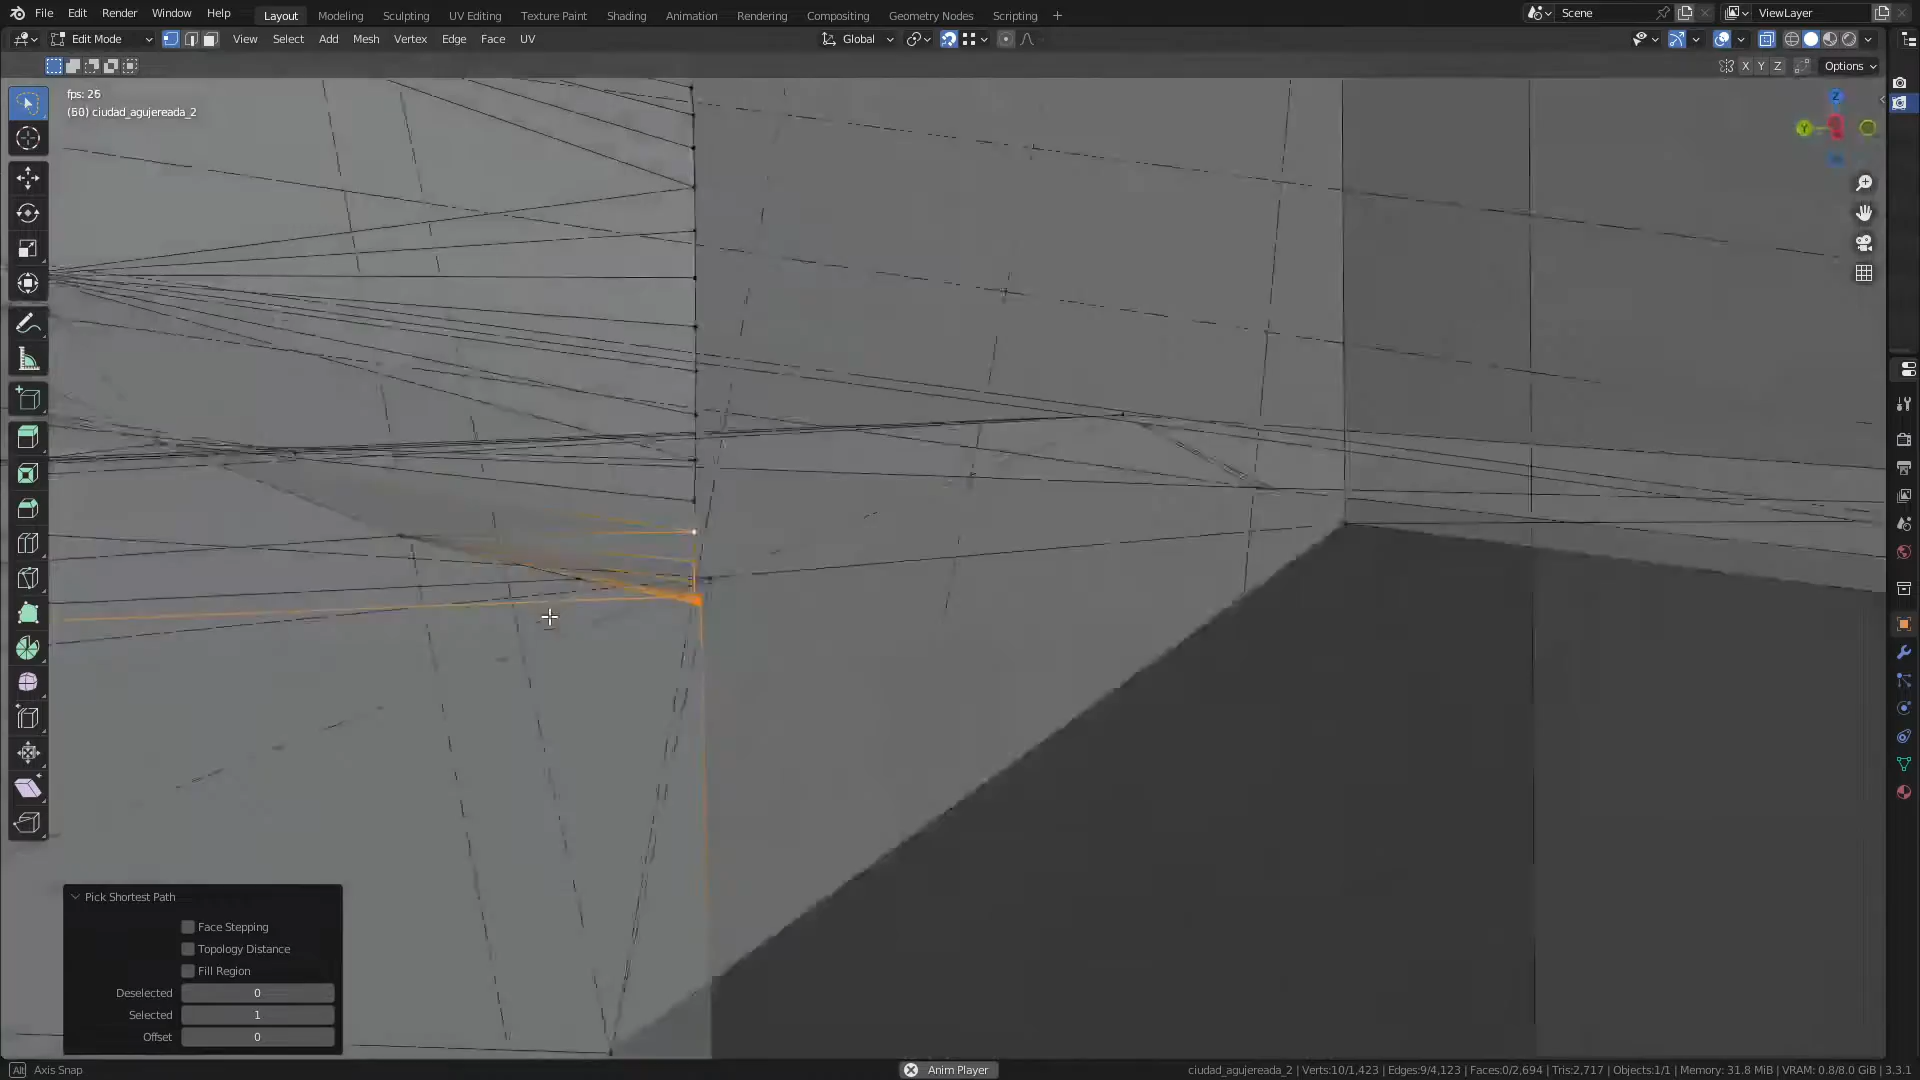 File Edit Render Window Help
Layout Modeling Sculpting UV Editing Texture Paint Shading Animation Rendering Compositing Geometry Nodes Scripting +
Scene
ViewLayer
Edit Mode
View Select Add Mesh Vertex Edge Face UV
Global
X Y Z
Options
fps: 25
(60) ciudad_agujereada_2
Z
Y
Pick Shortest Path
Face Stepping
Topology Distance
Fill Region
Deselected 0
Selected 1
Offset 0
Alt Axis Snap
Anim Player
ciudad_agujereada_2 | Verts:10/1,423 | Edges:9/4,123 | Faces:0/2,694 | Tris:2,717 | Objects:1/1 | Memory: 31.8 MiB | VRAM: 0.8/8.0 GiB | 3.3.1